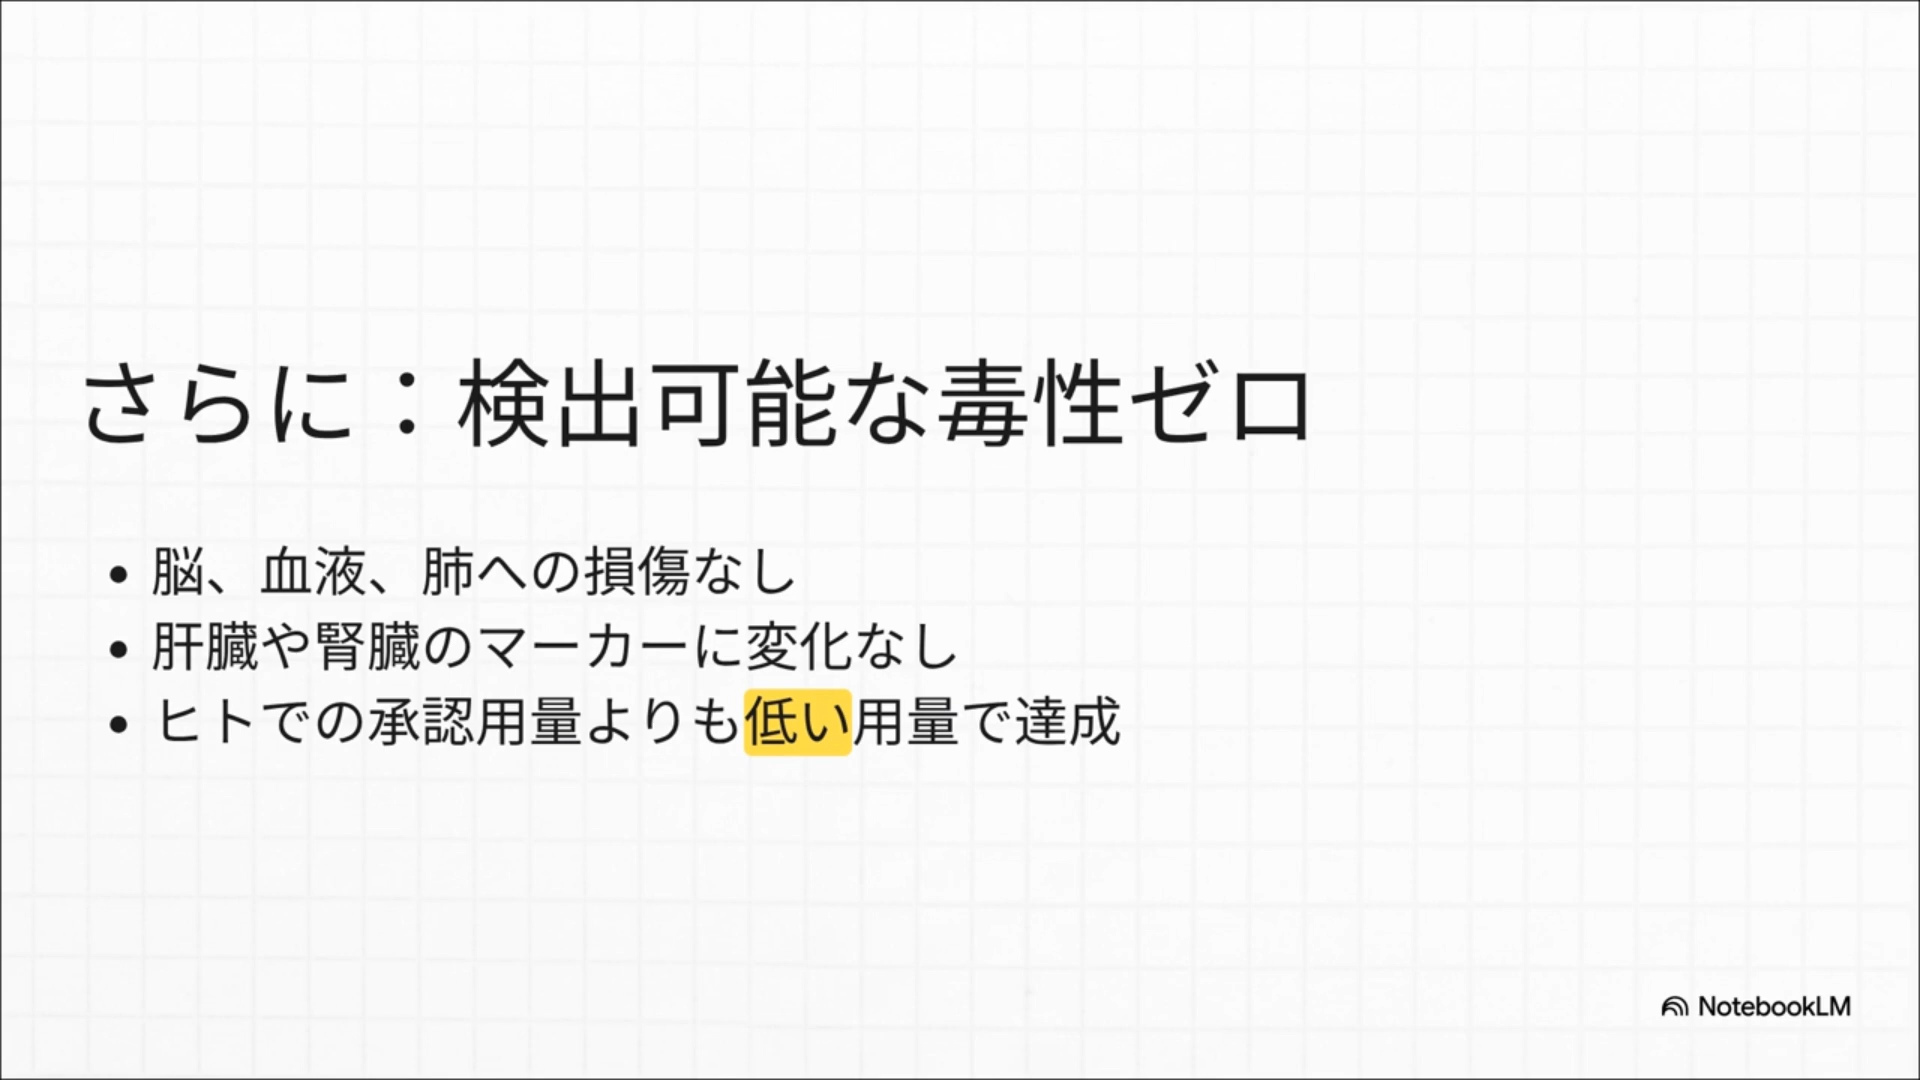 さらに：検出可能な毒性ゼロ
• 脳、血液、肺への損傷なし
• 肝臓や腎臓のマーカーに変化なし
• ヒトでの承認用量よりも低い用量で達成
NotebookLM